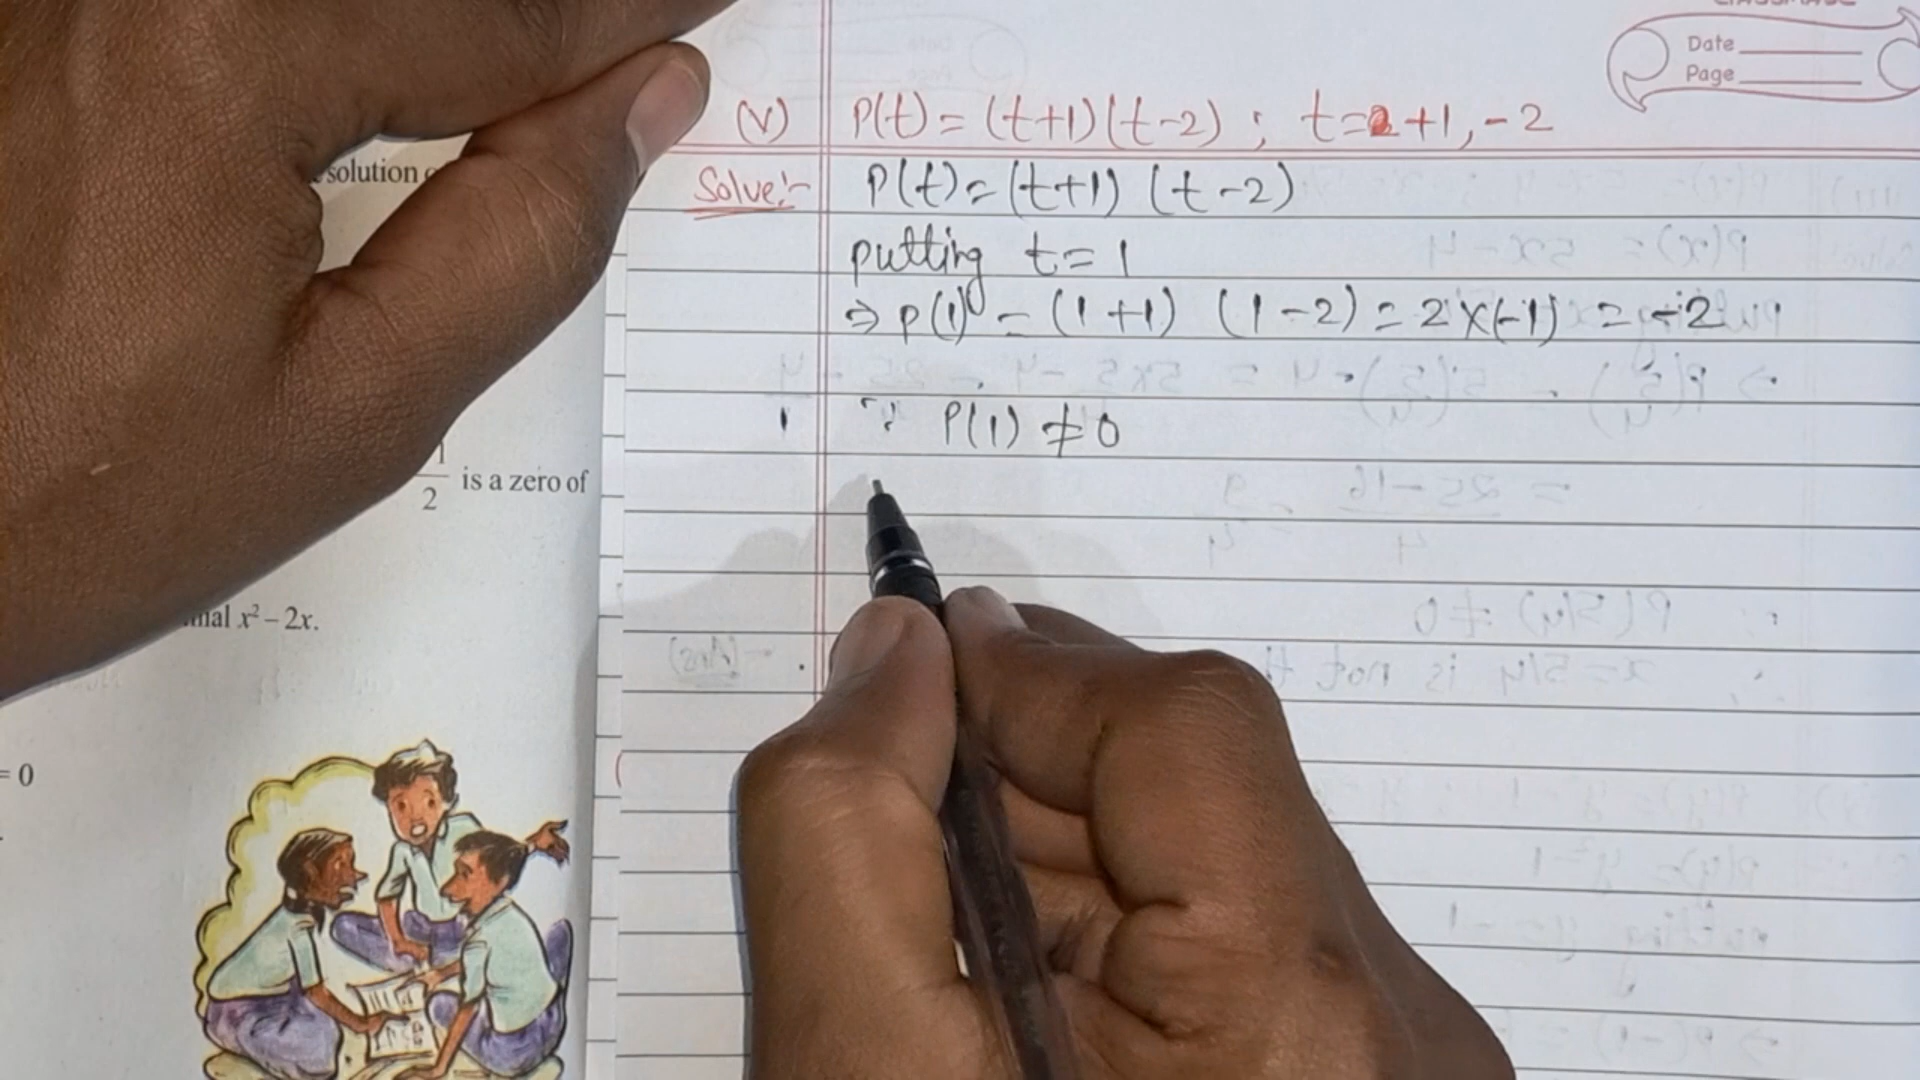 Date
Page
(v) P(t) = (t+1)(t-2) ; t = +1, -2
Solve:- P(t) = (t+1) (t-2)
putting t = 1
⇒ P(1) = (1+1) (1-2) = 2×(-1) = -2
∵ P(1) ≠ 0
solution
1/2 is a zero of
x² – 2x.
= 0